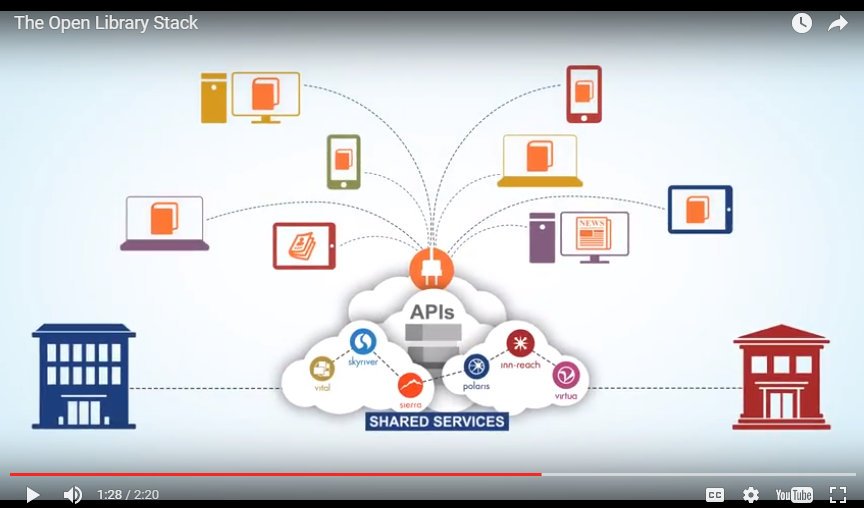 The Open Library Stack
NEWS
APIs
skyriver
inn-reach
vital
polaris
sierra
virtua
SHARED SERVICES
1:28 / 2:20
CC
YouTube